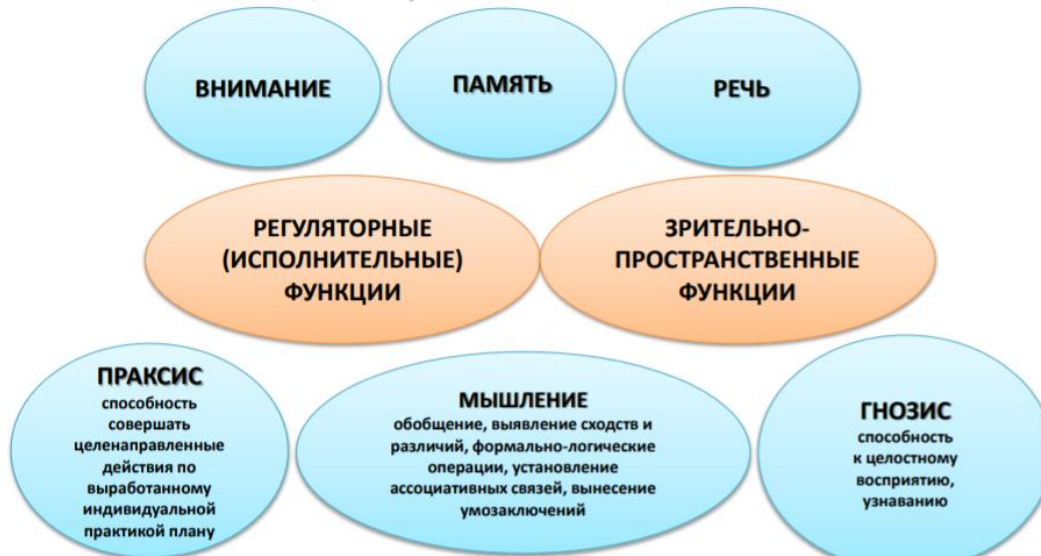 ВНИМАНИЕ
ПАМЯТЬ
РЕЧЬ
РЕГУЛЯТОРНЫЕ
(ИСПОЛНИТЕЛЬНЫЕ)
ФУНКЦИИ
ЗРИТЕЛЬНО-
ПРОСТРАНСТВЕННЫЕ
ФУНКЦИИ
ПРАКСИС
способность
совершать
целенаправленные
действия по
выработанному
индивидуальной
практикой плану
МЫШЛЕНИЕ
обобщение, выявление сходств и
различий, формально-логические
операции, установление
ассоциативных связей, вынесение
умозаключений
ГНОЗИС
способность
к целостному
восприятию,
узнаванию